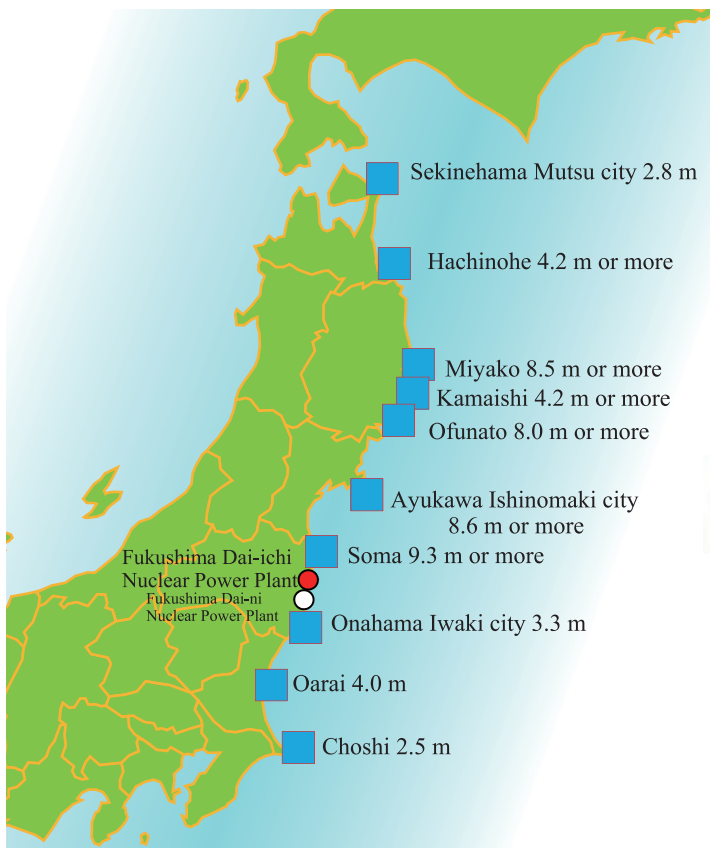 Sekinehama Mutsu city 2.8 m
Hachinohe 4.2 m or more
Miyako 8.5 m or more
Kamaishi 4.2 m or more
Ofunato 8.0 m or more
Ayukawa Ishinomaki city
8.6 m or more
Soma 9.3 m or more
Fukushima Dai-ichi
Nuclear Power Plant
Fukushima Dai-ni
Nuclear Power Plant
Onahama Iwaki city 3.3 m
Oarai 4.0 m
Choshi 2.5 m